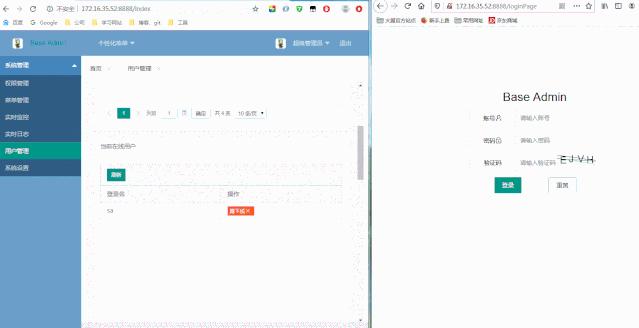 不安全 | 172.16.35.52:8888/index
百度 Google 公司 学习网站 博客、git 工具
Base Admin 个性化菜单 超级管理员 退出
系统管理
权限管理
菜单管理
实时监控
实时日志
用户管理
系统设置
首页 用户管理
1 到第 1 页 确定 共 4 条 10 条/页
当前在线用户
刷新
登录名 操作
sa 踢下线
172.16.35.52:8888/loginPage
火狐官方站点 新手上路 常用网址 京东商城
Base Admin
账号 请输入账号
密码 请输入密码
验证码 请输入验证码 EJVH
登录 重置